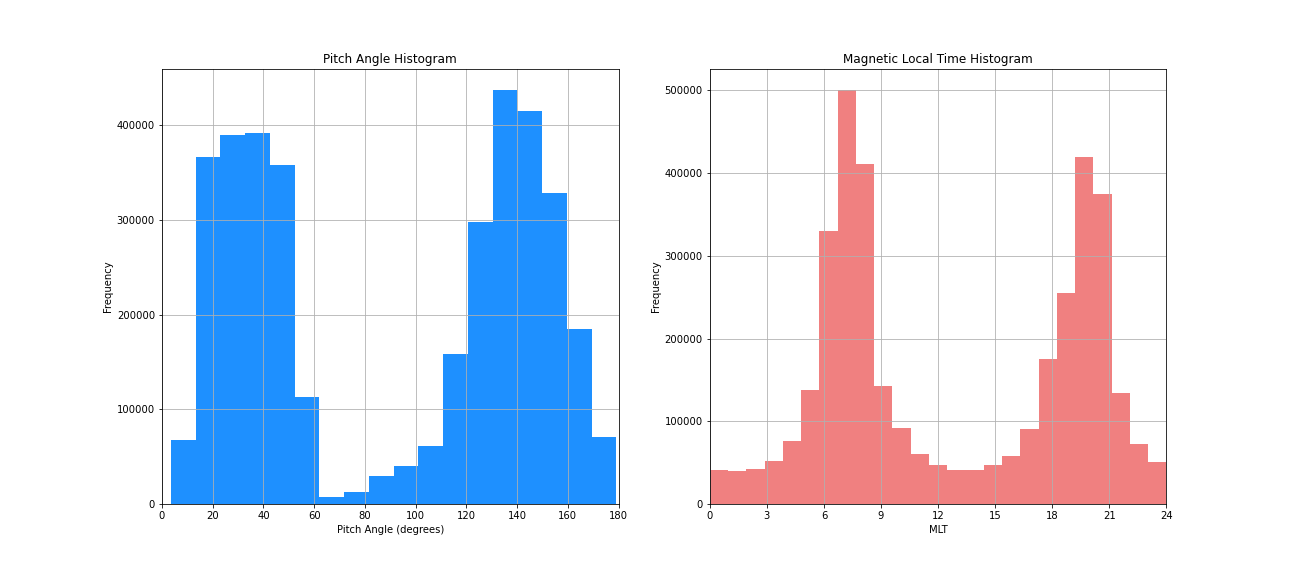 Pitch Angle Histogram
Frequency
400000
300000
200000
100000
0
0 20 40 60 80 100 120 140 160 180
Pitch Angle (degrees)
Magnetic Local Time Histogram
Frequency
500000
400000
300000
200000
100000
0
0 3 6 9 12 15 18 21 24
MLT